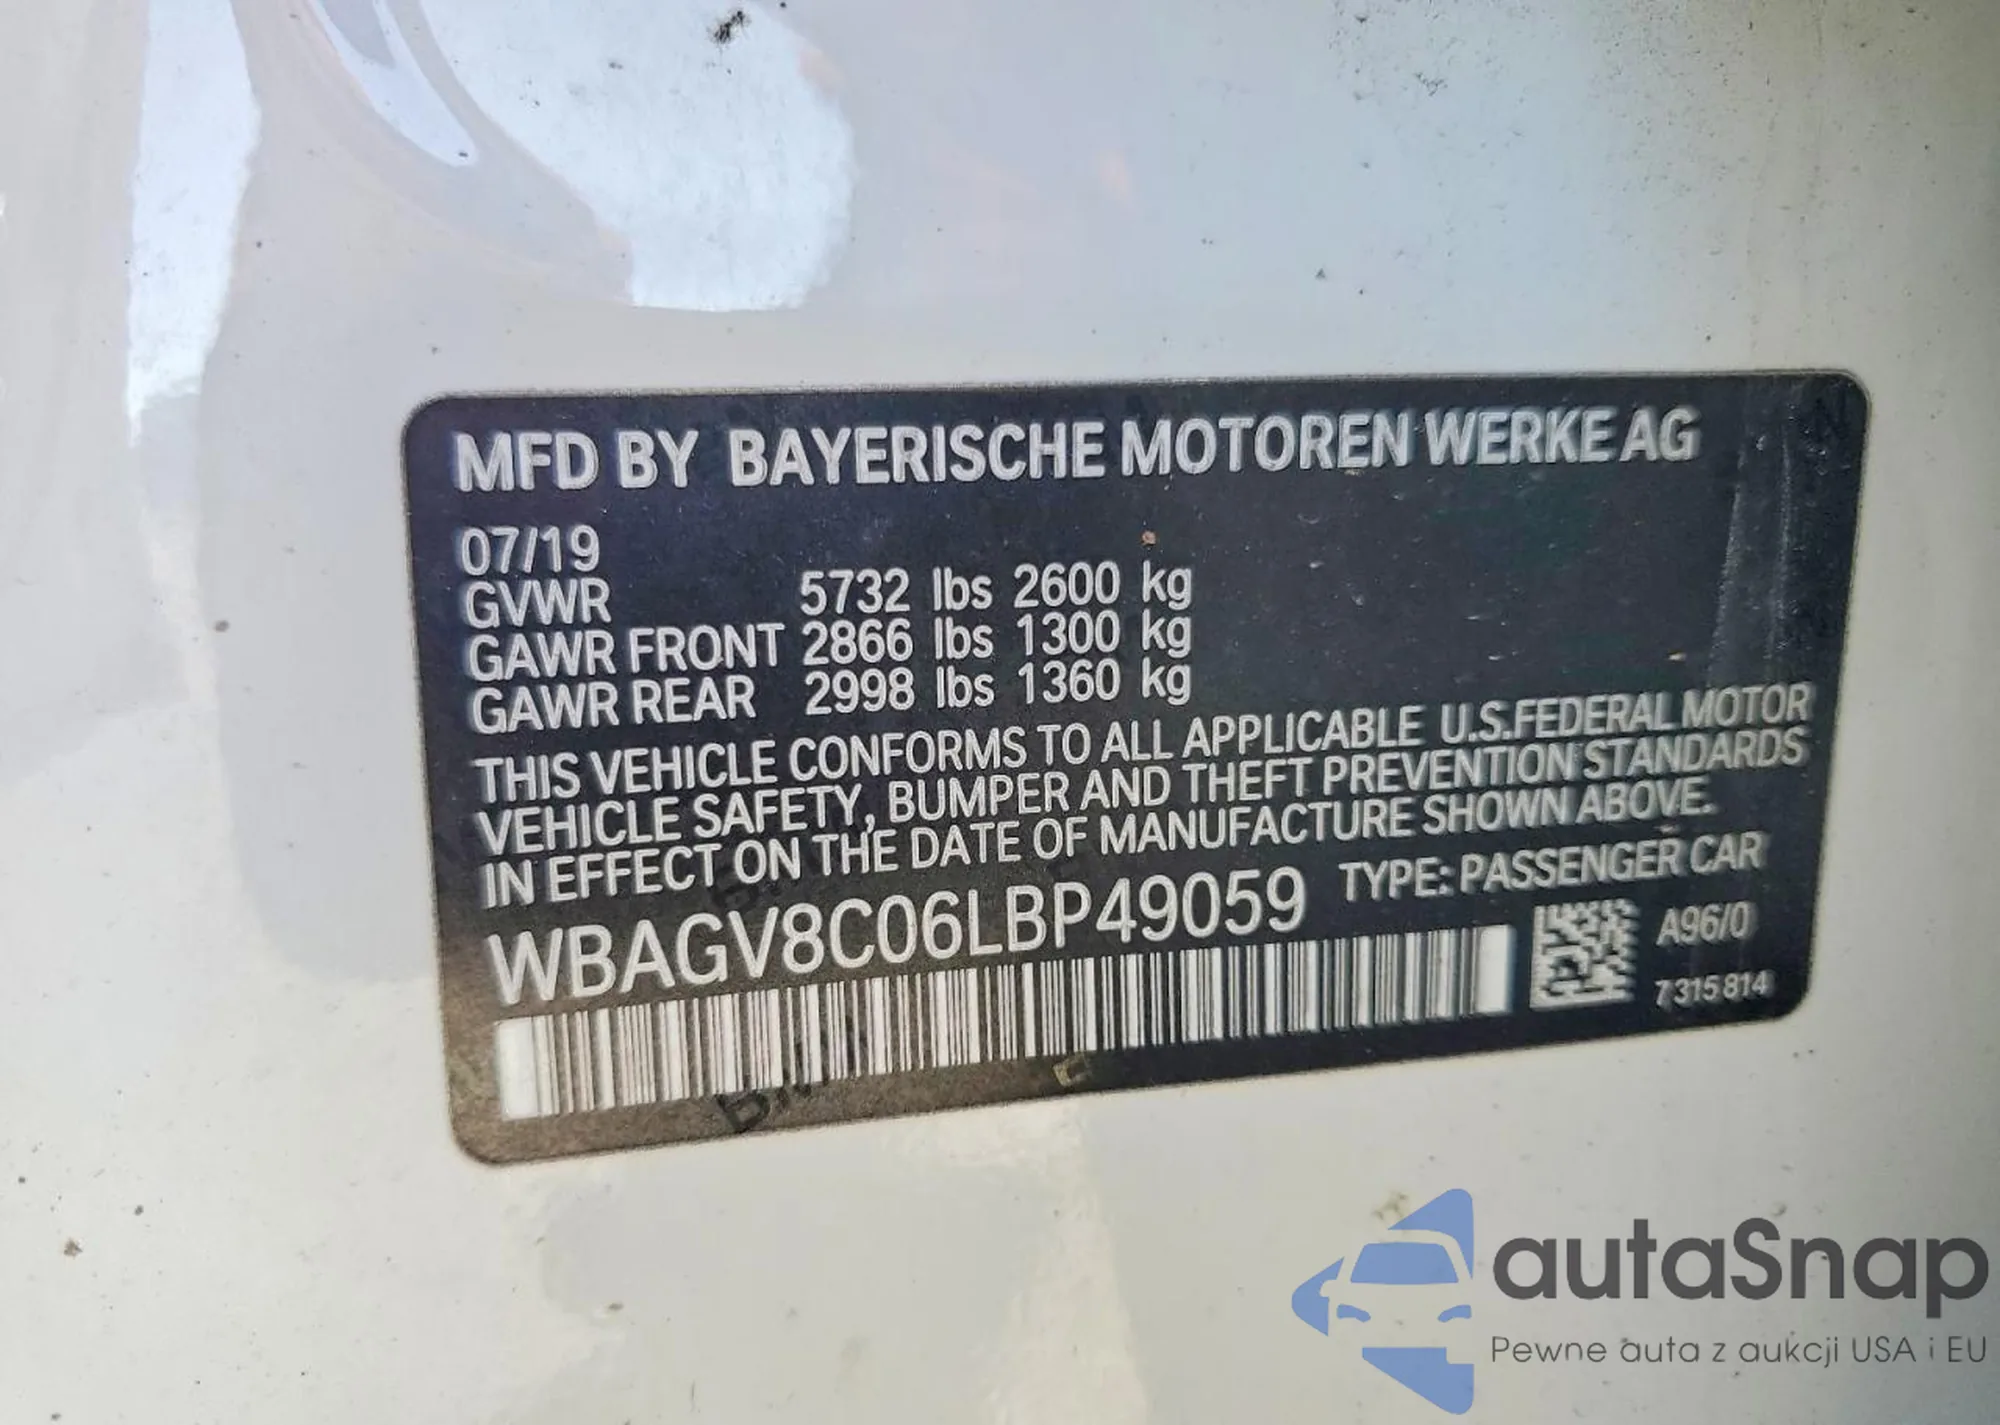 MFD BY BAYERISCHE MOTOREN WERKE AG
07/19
GVWR 5732 lbs 2600 kg
GAWR FRONT 2866 lbs 1300 kg
GAWR REAR 2998 lbs 1360 kg
THIS VEHICLE CONFORMS TO ALL APPLICABLE U.S.FEDERAL MOTOR
VEHICLE SAFETY, BUMPER AND THEFT PREVENTION STANDARDS
IN EFFECT ON THE DATE OF MANUFACTURE SHOWN ABOVE.
WBAGV8C06LBP49059 TYPE: PASSENGER CAR
A96/0
7315814
autaSnap
Pewne auta z aukcji USA i EU